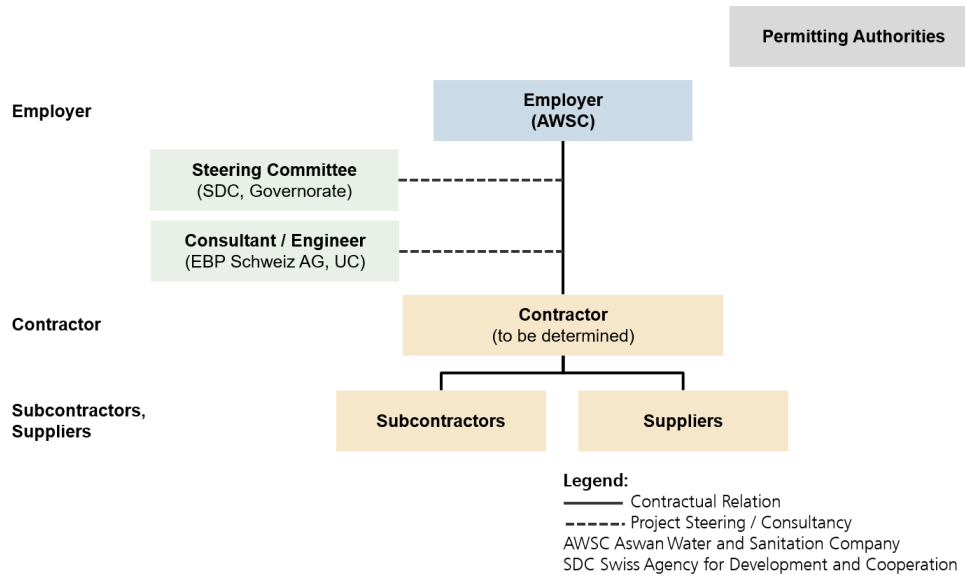 Permitting Authorities
Employer
Employer
(AWSC)
Steering Committee
(SDC, Governorate)
Consultant / Engineer
(EBP Schweiz AG, UC)
Contractor
Contractor
(to be determined)
Subcontractors,
Suppliers
Subcontractors
Suppliers
Legend:
Contractual Relation
Project Steering / Consultancy
AWSC Aswan Water and Sanitation Company
SDC Swiss Agency for Development and Cooperation